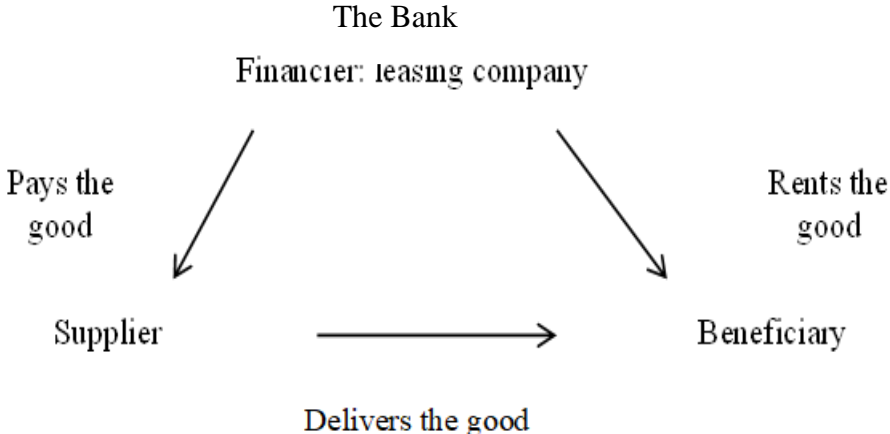 The Bank
Financier: leasing company
Pays the
good
Rents the
good
Supplier
Beneficiary
Delivers the good